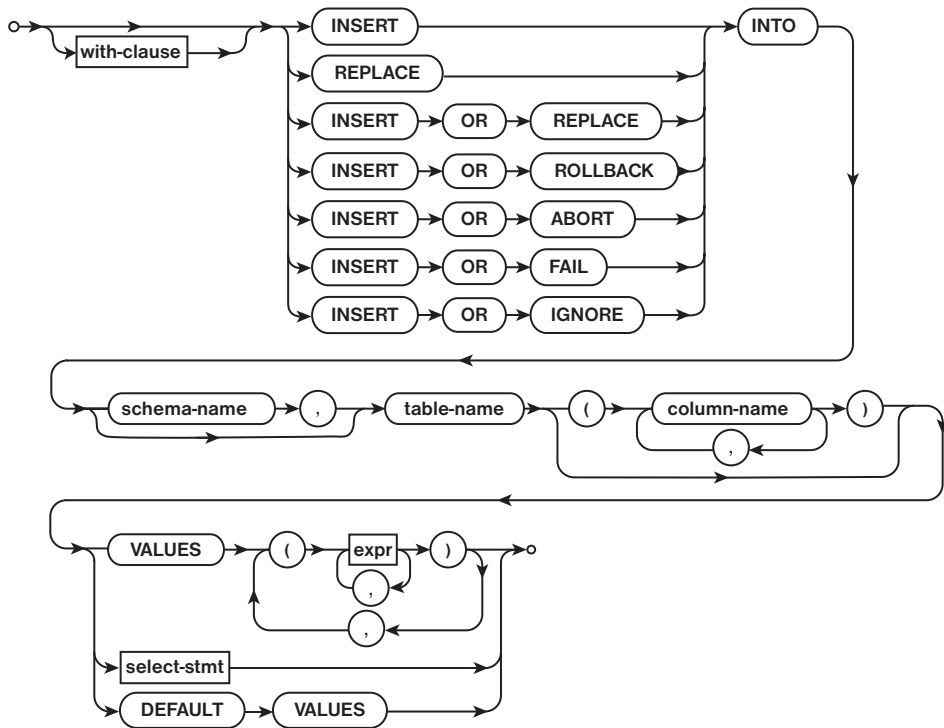 INSERT INTO
with-clause
REPLACE
INSERT OR REPLACE
INSERT OR ROLLBACK
INSERT OR ABORT
INSERT OR FAIL
INSERT OR IGNORE
schema-name , table-name ( column-name )
,
VALUES ( expr )
,
,
select-stmt
DEFAULT VALUES